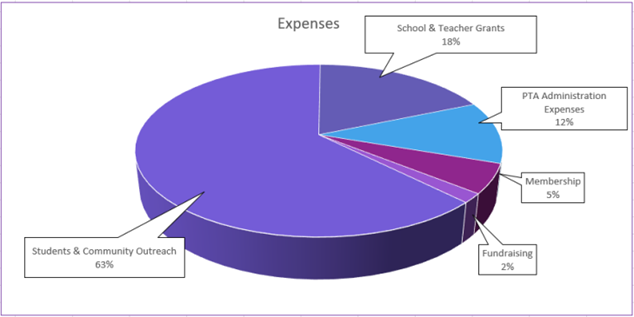 Expenses
School & Teacher Grants
18%
PTA Administration
Expenses
12%
Membership
5%
Fundraising
2%
Students & Community Outreach
63%